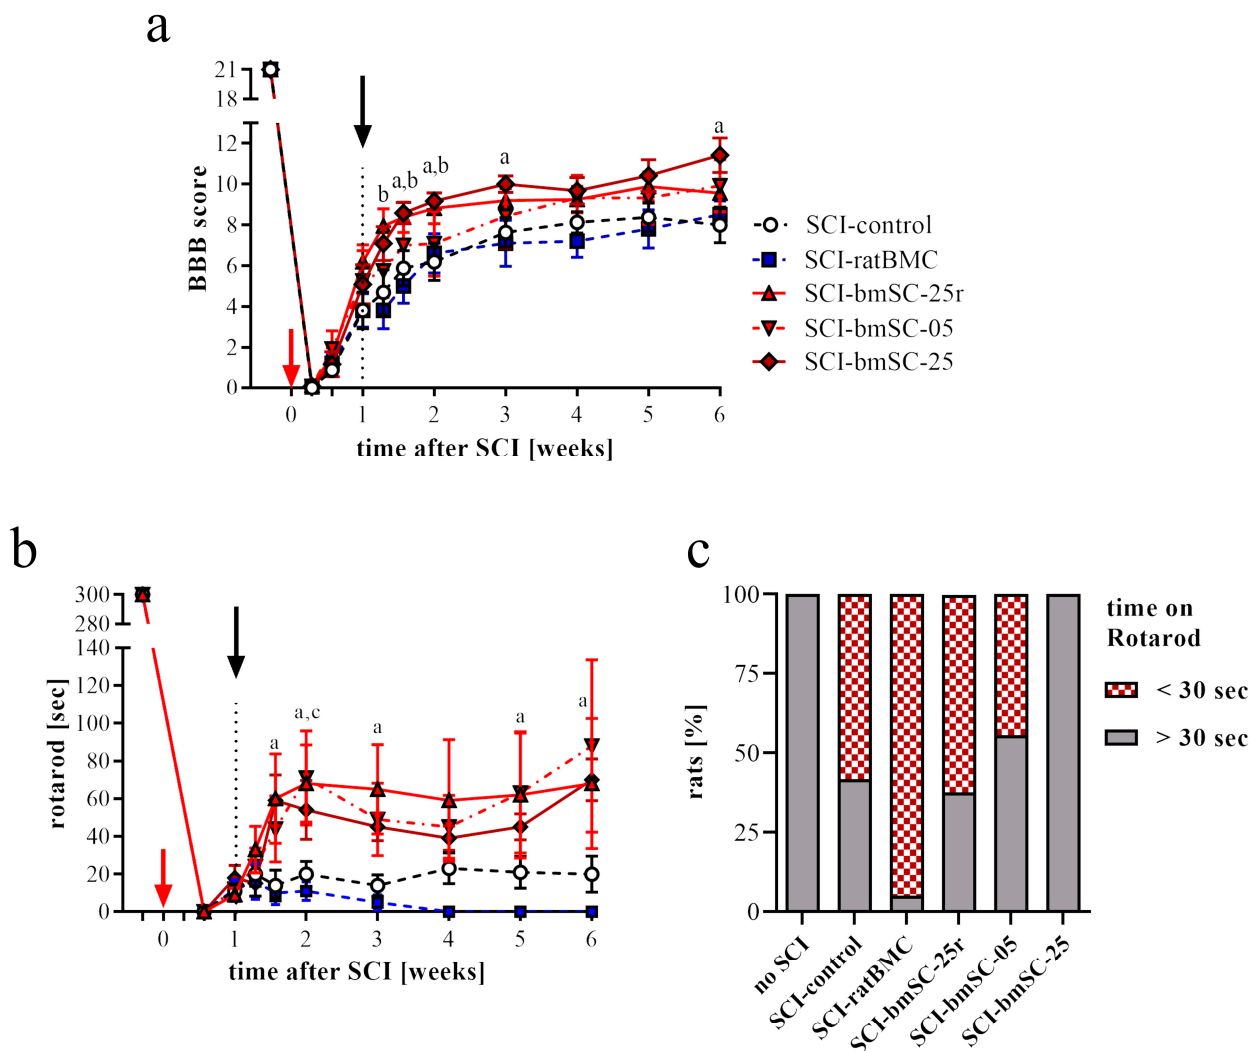 a
21
18
12
10
8
6
4
2
0
BBB score
b
a,b
a,b
a
a
0 1 2 3 4 5 6
time after SCI [weeks]
SCI-control
SCI-ratBMC
SCI-bmSC-25r
SCI-bmSC-05
SCI-bmSC-25
b
300
280
140
120
100
80
60
40
20
0
rotarod [sec]
a
a,c
a
a
a
0 1 2 3 4 5 6
time after SCI [weeks]
c
100
75
50
25
0
rats [%]
no SCI
SCI-control
SCI-ratBMC
SCI-bmSC-25r
SCI-bmSC-05
SCI-bmSC-25
time on
Rotarod
< 30 sec
> 30 sec